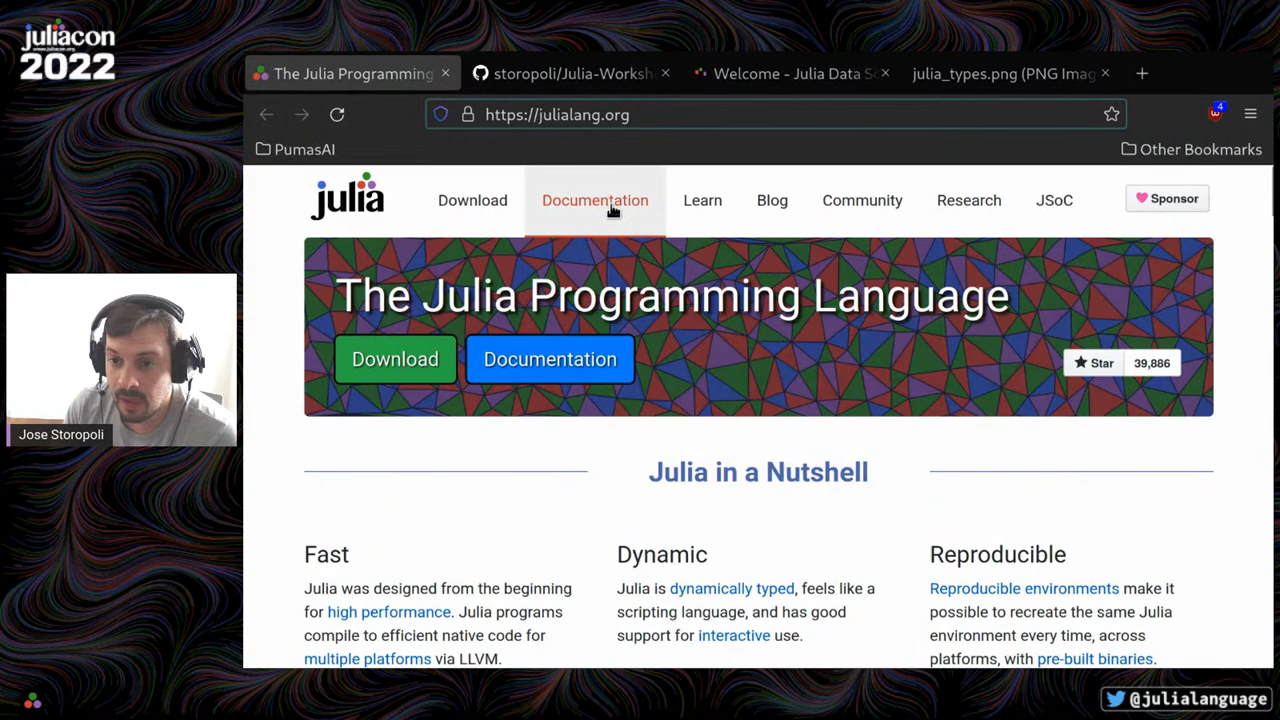 juliacon
www.juliacon.org
2022
The Julia Programming
storopoli/Julia-Worksh
Welcome - Julia Data Sc
julia_types.png (PNG Imag
https://julialang.org
4
PumasAI
Other Bookmarks
julia
Download
Documentation
Learn
Blog
Community
Research
JSoC
Sponsor
The Julia Programming Language
Download
Documentation
Star
39,886
Julia in a Nutshell
Fast
Julia was designed from the beginning
for high performance. Julia programs
compile to efficient native code for
multiple platforms via LLVM.
Dynamic
Julia is dynamically typed, feels like a
scripting language, and has good
support for interactive use.
Reproducible
Reproducible environments make it
possible to recreate the same Julia
environment every time, across
platforms, with pre-built binaries.
Jose Storopoli
@julialanguage